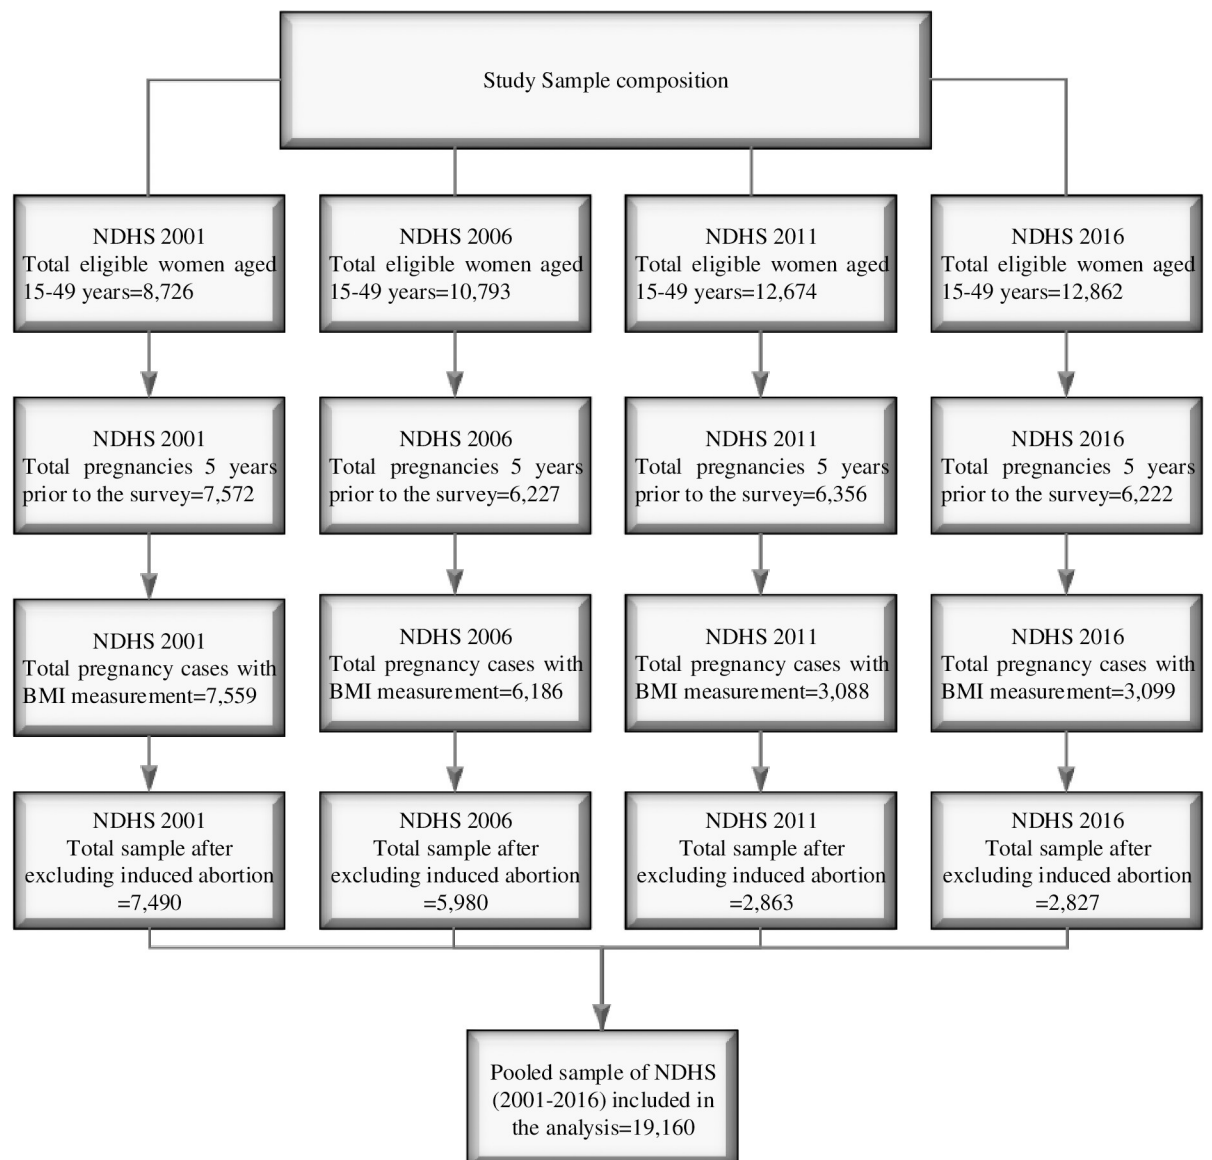 Study Sample composition
NDHS 2001
Total eligible women aged
15-49 years=8,726
NDHS 2006
Total eligible women aged
15-49 years=10,793
NDHS 2011
Total eligible women aged
15-49 years=12,674
NDHS 2016
Total eligible women aged
15-49 years=12,862
NDHS 2001
Total pregnancies 5 years
prior to the survey=7,572
NDHS 2006
Total pregnancies 5 years
prior to the survey=6,227
NDHS 2011
Total pregnancies 5 years
prior to the survey=6,356
NDHS 2016
Total pregnancies 5 years
prior to the survey=6,222
NDHS 2001
Total pregnancy cases with
BMI measurement=7,559
NDHS 2006
Total pregnancy cases with
BMI measurement=6,186
NDHS 2011
Total pregnancy cases with
BMI measurement=3,088
NDHS 2016
Total pregnancy cases with
BMI measurement=3,099
NDHS 2001
Total sample after
excluding induced abortion
=7,490
NDHS 2006
Total sample after
excluding induced abortion
=5,980
NDHS 2011
Total sample after
excluding induced abortion
=2,863
NDHS 2016
Total sample after
excluding induced abortion
=2,827
Pooled sample of NDHS
(2001-2016) included in
the analysis=19,160